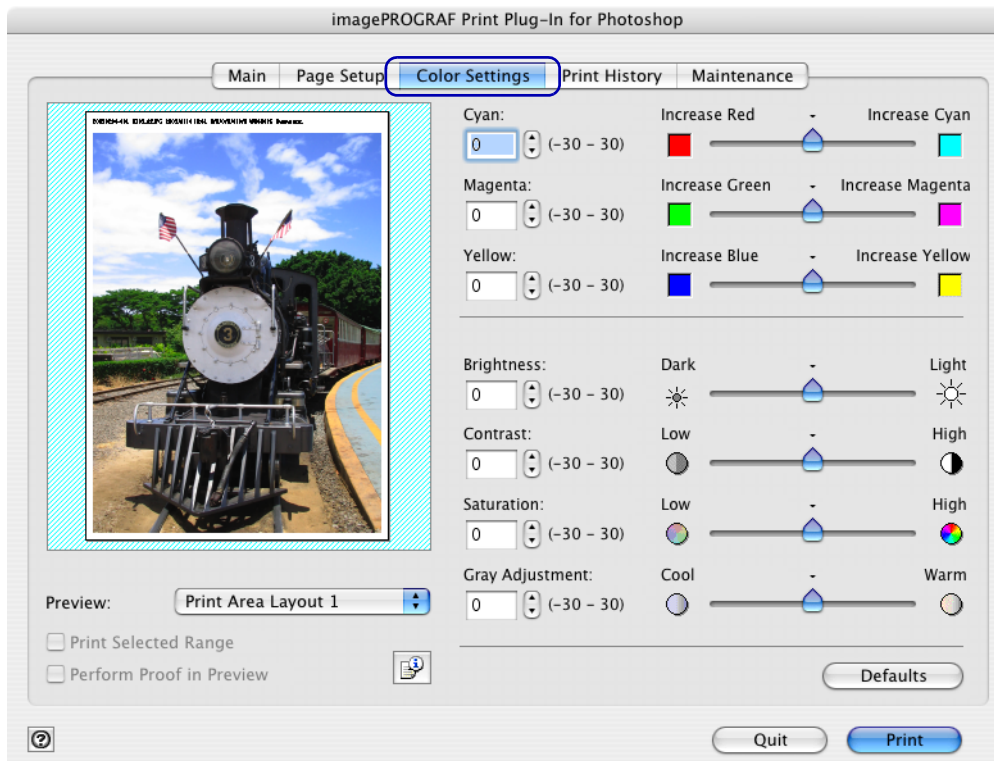 imagePROGRAF Print Plug-In for Photoshop
Main Page Setup Color Settings Print History Maintenance
Cyan: Increase Red - Increase Cyan
0 (-30 - 30)
Magenta: Increase Green - Increase Magenta
0 (-30 - 30)
Yellow: Increase Blue - Increase Yellow
0 (-30 - 30)
Brightness: Dark - Light
0 (-30 - 30)
Contrast: Low - High
0 (-30 - 30)
Saturation: Low - High
0 (-30 - 30)
Gray Adjustment: Cool - Warm
0 (-30 - 30)
3
Preview: Print Area Layout 1
Print Selected Range
Perform Proof in Preview
Defaults
Quit Print